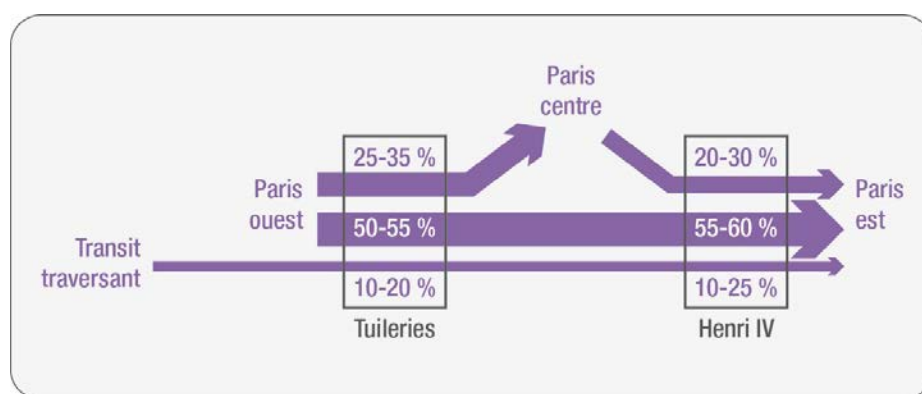 Paris
centre
25-35 %
20-30 %
Paris
ouest
50-55 %
55-60 %
Paris
est
Transit
traversant
10-20 %
10-25 %
Tuileries
Henri IV